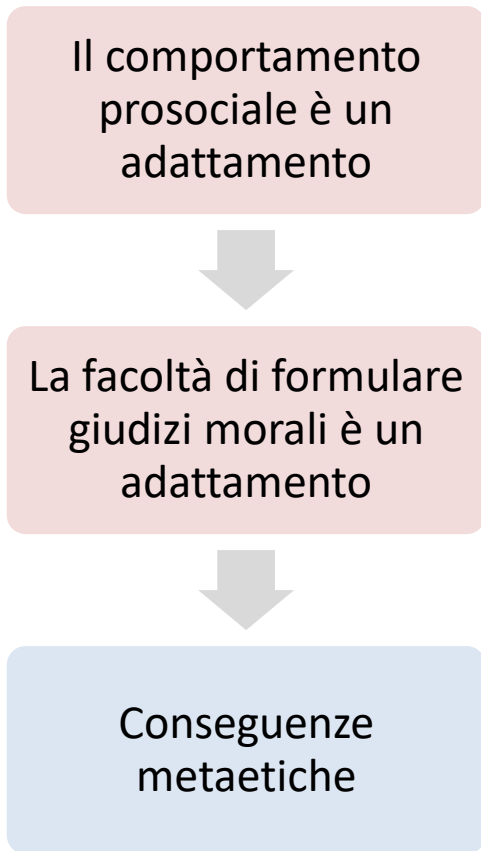 Il comportamento
prosociale è un
adattamento
La facoltà di formulare
giudizi morali è un
adattamento
Conseguenze
metaetiche